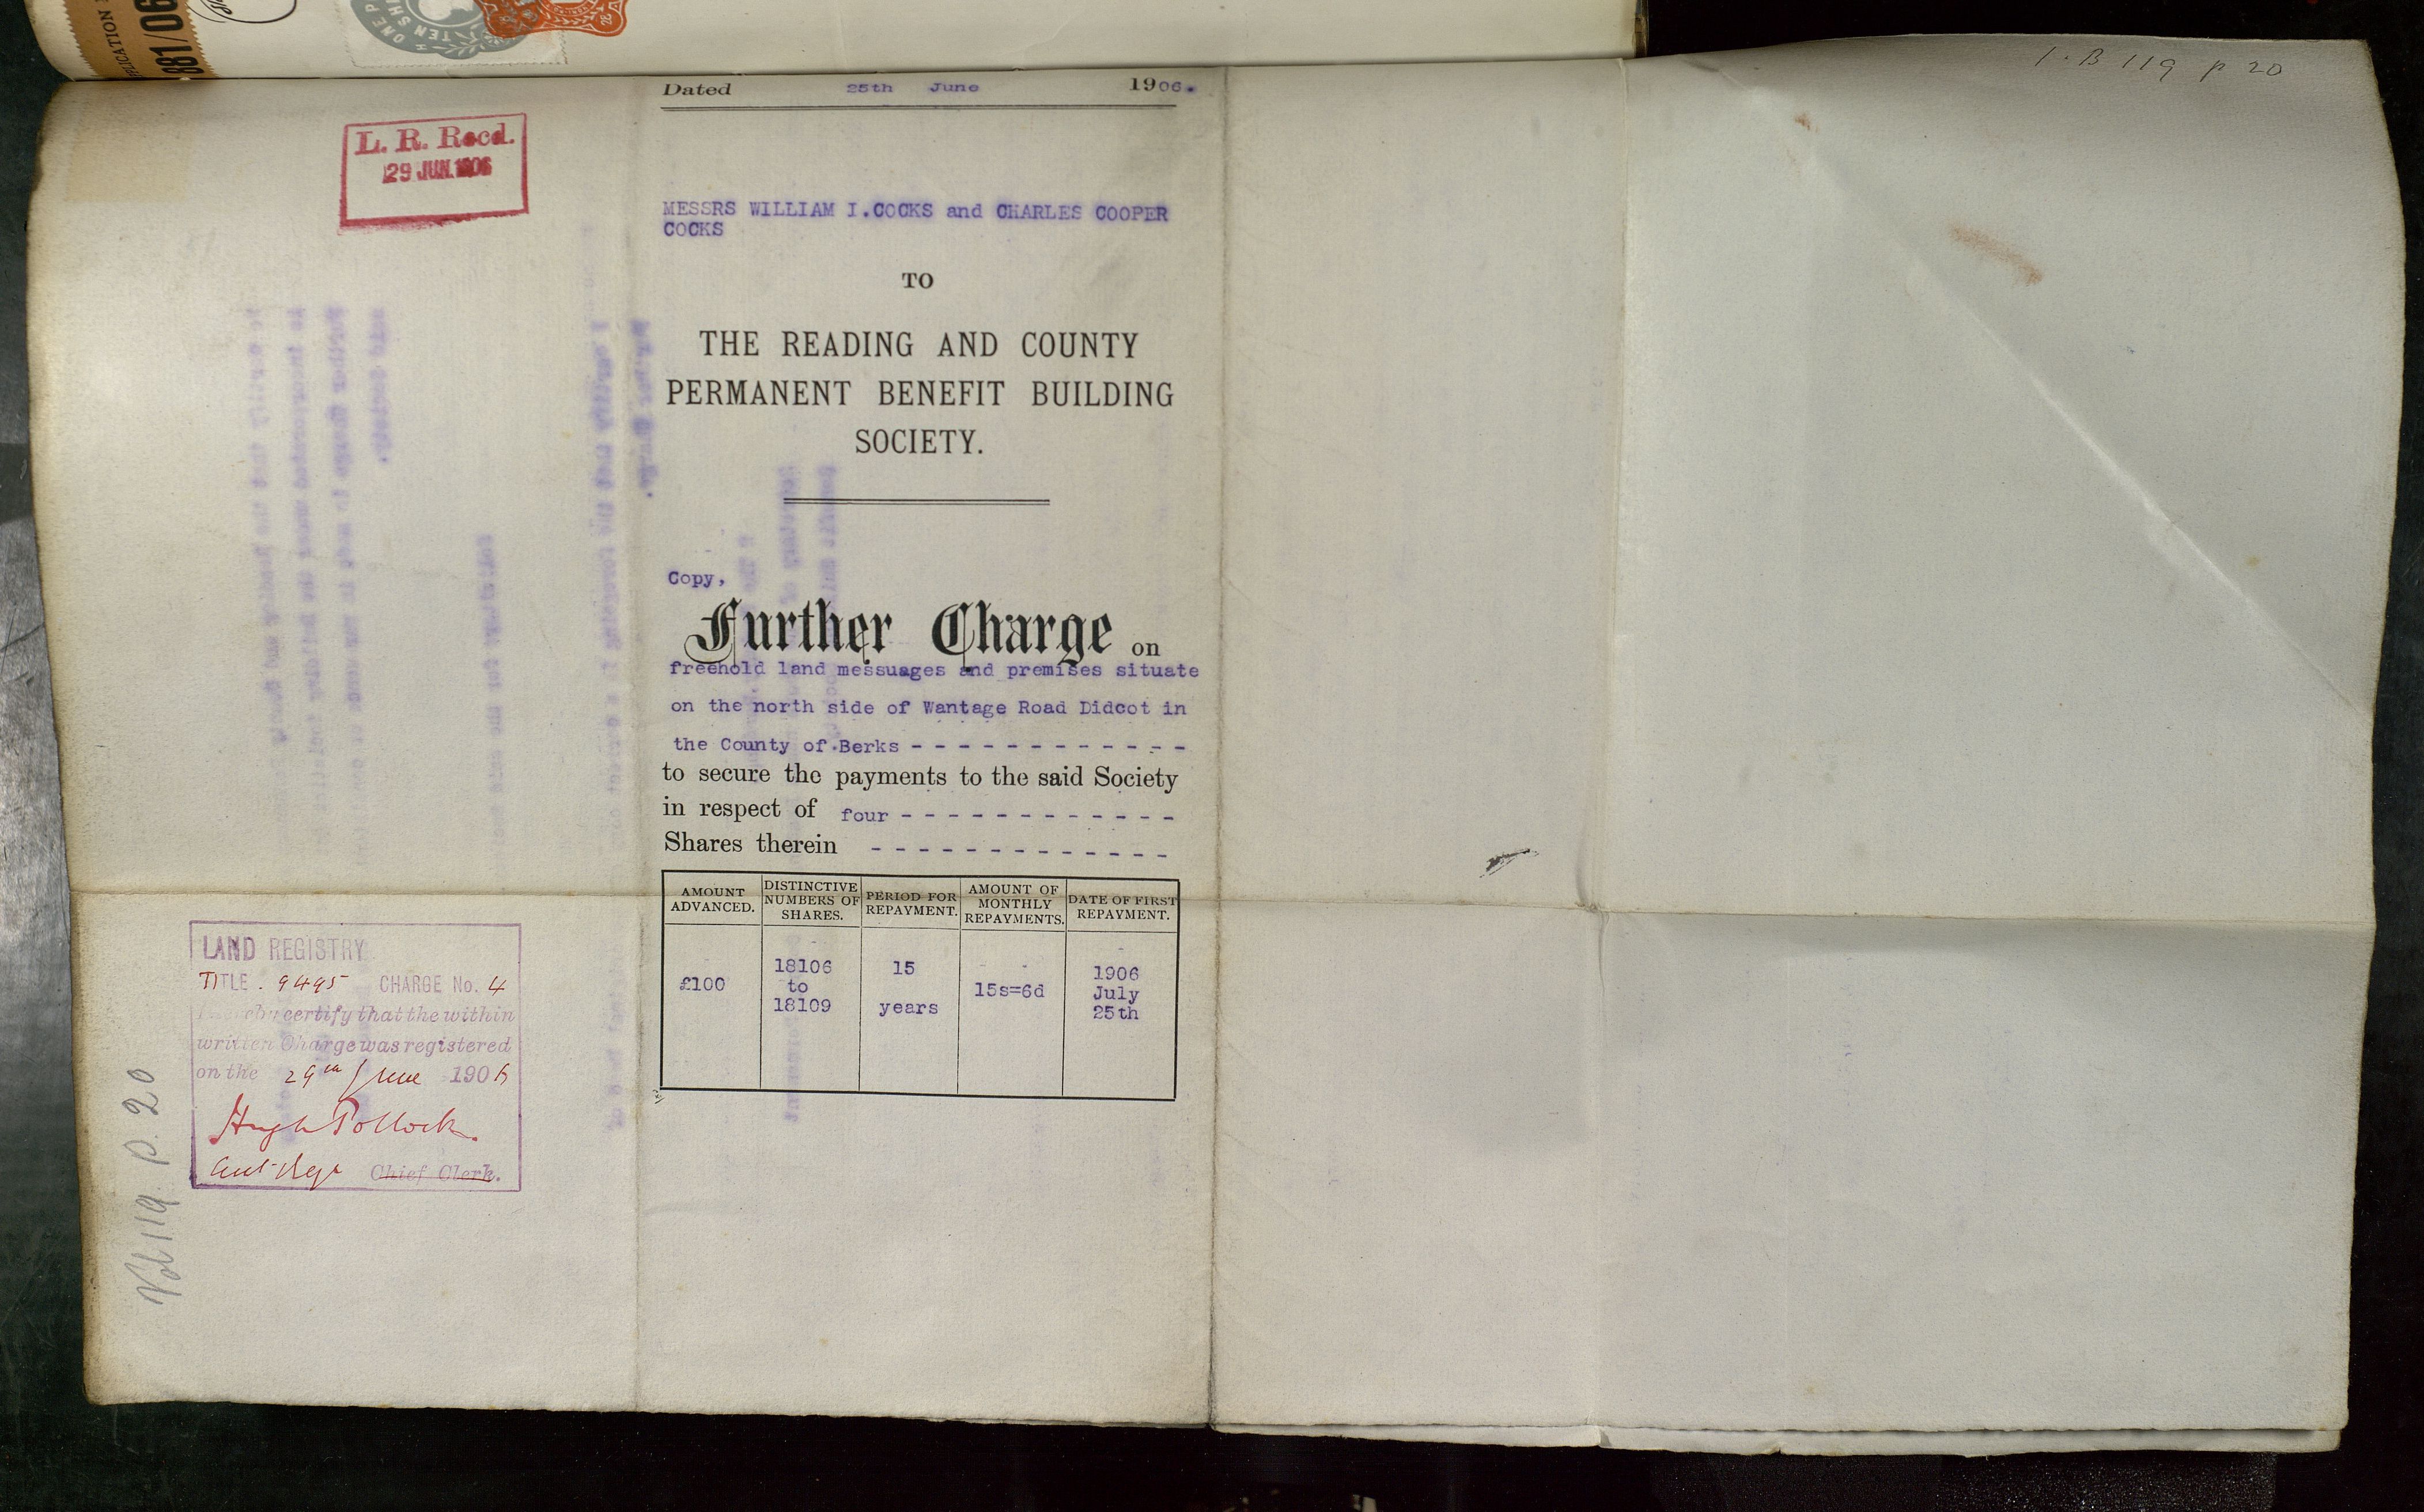 881/06
I.B 119 p 20
Dated 25th June 1906.
L. R. Recd.
29 JUN. 1906
MESSRS WILLIAM I.COCKS and CHARLES COOPER
COCKS
TO
THE READING AND COUNTY
PERMANENT BENEFIT BUILDING
SOCIETY.
Copy,
Further Charge on
freehold land messuages and premises situate
on the north side of Wantage Road Didcot in
the County of Berks - - - - - - - - - - - -
to secure the payments to the said Society
in respect of four - - - - - - - - - - - -
Shares therein - - - - - - - - - - - - -
AMOUNT ADVANCED.
DISTINCTIVE NUMBERS OF SHARES.
PERIOD FOR REPAYMENT.
AMOUNT OF MONTHLY REPAYMENTS.
DATE OF FIRST REPAYMENT.
£100
18106
to
18109
15
years
15s=6d
1906
July
25th
LAND REGISTRY
TITLE. 9495 CHARGE No. 4
certify that the within
written Charge was registered
on the 29th June 1906
Hugh Pollock.
Chief Clerk.
Vol 119 p. 20